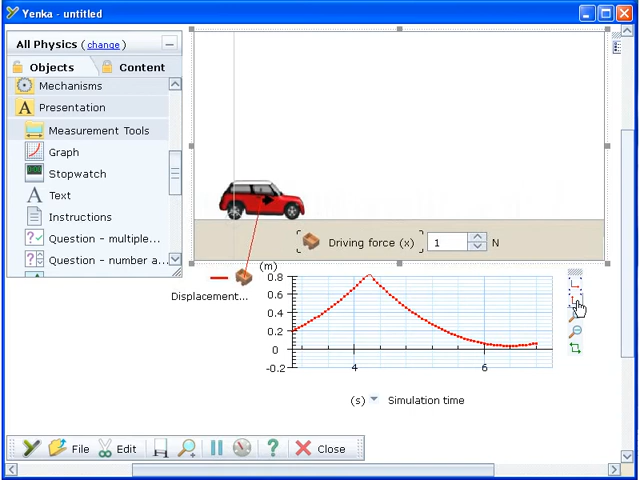 Yenka - untitled
All Physics (change)
Objects
Content
Mechanisms
Presentation
Measurement Tools
Graph
Stopwatch
Text
Instructions
Question - multiple...
Question - number a...
Driving force (x)
1
N
Displacement...
(m)
0.8
0.6
0.4
0.2
0
-0.2
4
6
(s)
Simulation time
File
Edit
Close